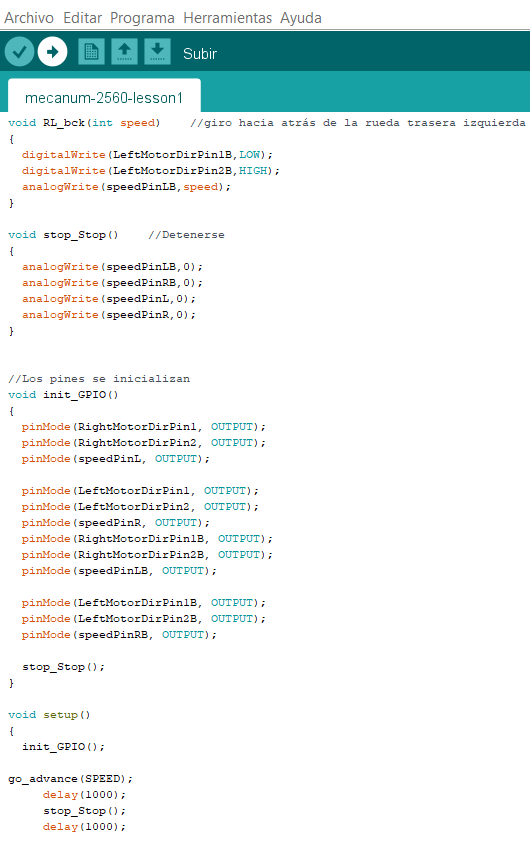 Archivo Editar Programa Herramientas Ayuda
Subir
mecanum-2560-lesson1
void RL_bck(int speed)    //giro hacia atrás de la rueda trasera izquierda
{
  digitalWrite(LeftMotorDirPin1B,LOW);
  digitalWrite(LeftMotorDirPin2B,HIGH);
  analogWrite(speedPinLB,speed);
}

void stop_Stop()    //Detenerse
{
  analogWrite(speedPinLB,0);
  analogWrite(speedPinRB,0);
  analogWrite(speedPinL,0);
  analogWrite(speedPinR,0);
}


//Los pines se inicializan
void init_GPIO()
{
  pinMode(RightMotorDirPin1, OUTPUT);
  pinMode(RightMotorDirPin2, OUTPUT);
  pinMode(speedPinL, OUTPUT);

  pinMode(LeftMotorDirPin1, OUTPUT);
  pinMode(LeftMotorDirPin2, OUTPUT);
  pinMode(speedPinR, OUTPUT);
  pinMode(RightMotorDirPin1B, OUTPUT);
  pinMode(RightMotorDirPin2B, OUTPUT);
  pinMode(speedPinLB, OUTPUT);

  pinMode(LeftMotorDirPin1B, OUTPUT);
  pinMode(LeftMotorDirPin2B, OUTPUT);
  pinMode(speedPinRB, OUTPUT);

  stop_Stop();
}

void setup()
{
  init_GPIO();

go_advance(SPEED);
     delay(1000);
     stop_Stop();
     delay(1000);